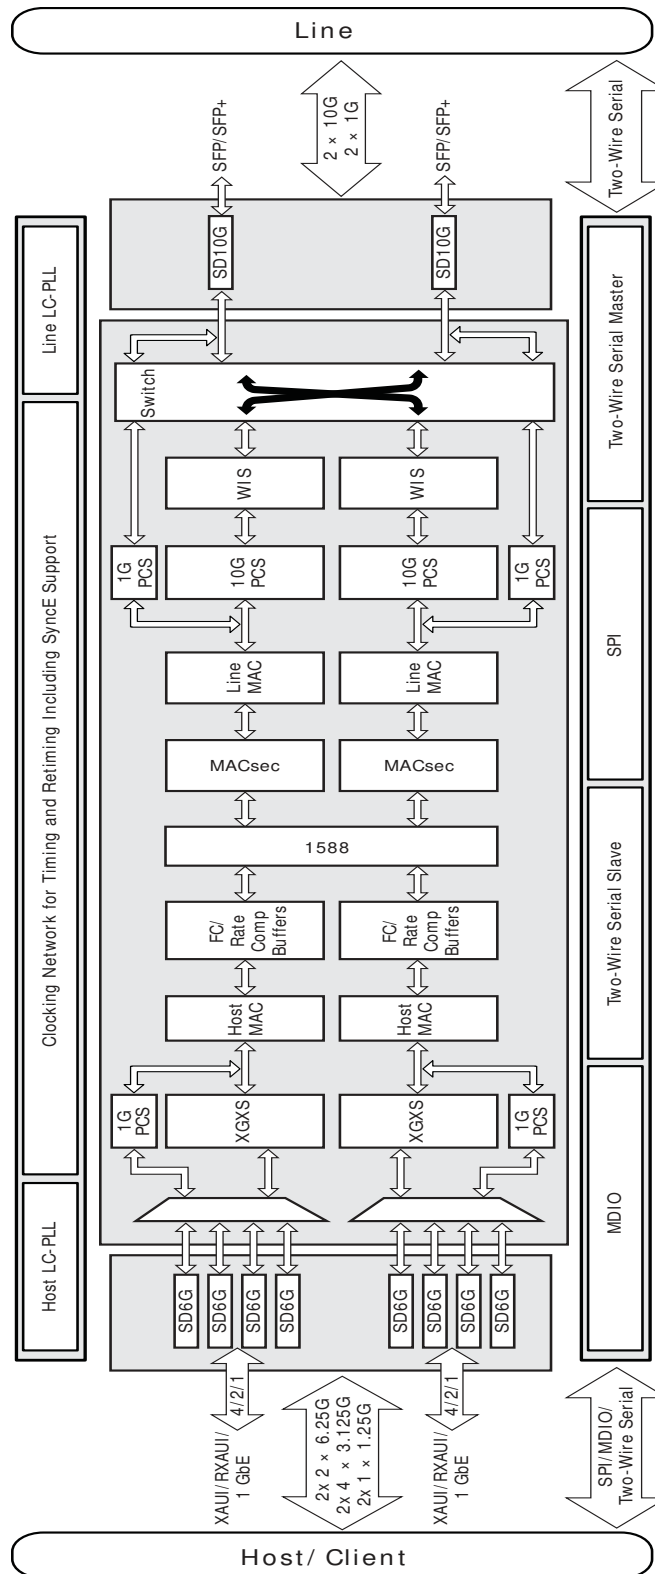 Line
SFP/SFP+
2 × 10G
2 × 1G
SFP/SFP+
Two-Wire Serial
Line LC-PLL
SD10G
SD10G
Two-Wire Serial Master
Switch
WIS
WIS
Clocking Network for Timing and Retiming Including SyncE Support
1G
PCS
10G
PCS
10G
PCS
1G
PCS
SPI
Line
MAC
Line
MAC
MACsec
MACsec
1588
Two-Wire Serial Slave
FC/
Rate
Comp
Buffers
FC/
Rate
Comp
Buffers
Host
MAC
Host
MAC
1G
PCS
XGXS
XGXS
1G
PCS
MDIO
Host LC-PLL
SD6G
SD6G
SD6G
SD6G
SD6G
SD6G
SD6G
SD6G
4/2/1
4/2/1
XAUI/RXAUI/
1 GbE
2x 2 × 6.25G
2x 4 × 3.125G
2x 1 × 1.25G
XAUI/RXAUI/
1 GbE
SPI/MDIO/
Two-Wire Serial
Host/Client